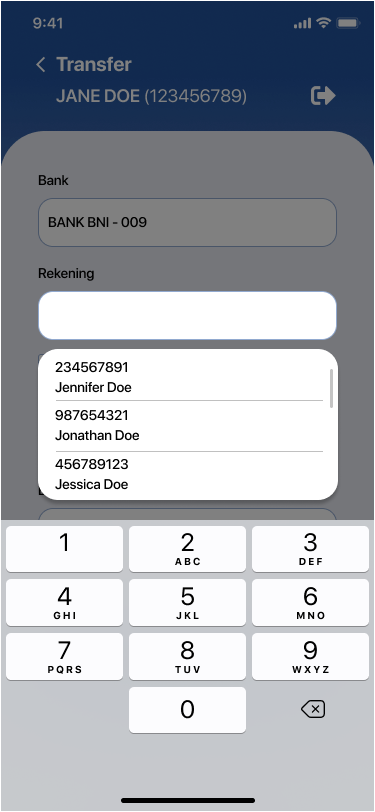 9:41
Transfer
JANE DOE (123456789)
Bank
BANK BNI - 009
Rekening
234567891
Jennifer Doe
987654321
Jonathan Doe
456789123
Jessica Doe
1
2
ABC
3
DEF
4
GHI
5
JKL
6
MNO
7
PQRS
8
TUV
9
WXYZ
0